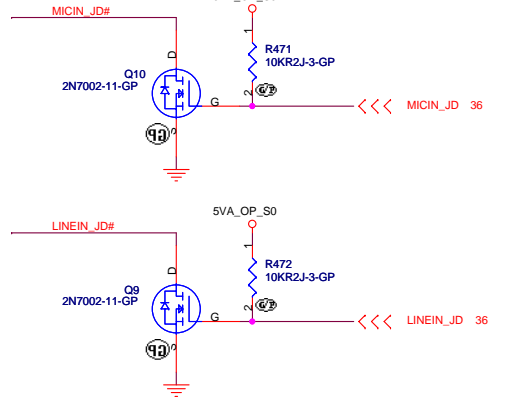 MICIN_JD#
1
R471
10KR2J-3-GP
D
Q10
2N7002-11-GP
2
G
MICIN_JD 36
GP
S
5VA_OP_S0
LINEIN_JD#
1
R472
10KR2J-3-GP
D
Q9
2N7002-11-GP
2
G
LINEIN_JD 36
GP
S